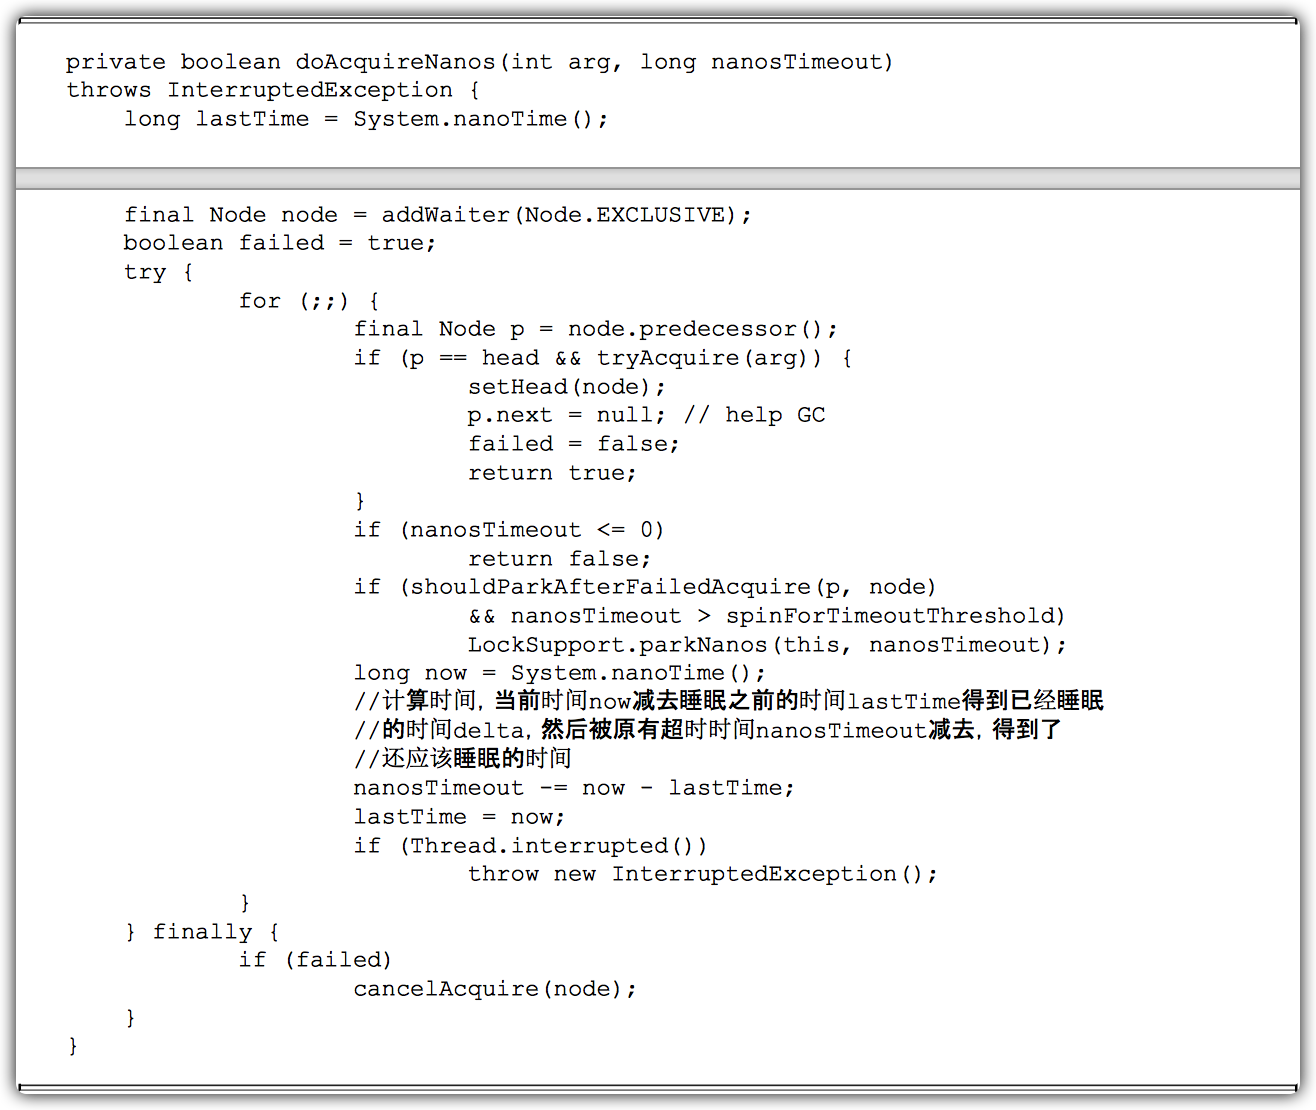 private boolean doAcquireNanos(int arg, long nanosTimeout)
throws InterruptedException {
    long lastTime = System.nanoTime();
    final Node node = addWaiter(Node.EXCLUSIVE);
    boolean failed = true;
    try {
            for (;;) {
                    final Node p = node.predecessor();
                    if (p == head && tryAcquire(arg)) {
                            setHead(node);
                            p.next = null; // help GC
                            failed = false;
                            return true;
                    }
                    if (nanosTimeout <= 0)
                            return false;
                    if (shouldParkAfterFailedAcquire(p, node)
                            && nanosTimeout > spinForTimeoutThreshold)
                            LockSupport.parkNanos(this, nanosTimeout);
                    long now = System.nanoTime();
                    //计算时间,当前时间now减去睡眠之前的时间lastTime得到已经睡眠
                    //的时间delta,然后被原有超时时间nanosTimeout减去,得到了
                    //还应该睡眠的时间
                    nanosTimeout -= now - lastTime;
                    lastTime = now;
                    if (Thread.interrupted())
                            throw new InterruptedException();
            }
    } finally {
            if (failed)
                    cancelAcquire(node);
    }
}